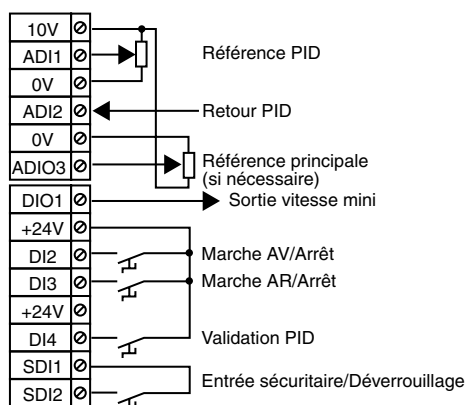 10V
ADI1 Référence PID
0V
ADI2 Retour PID
0V
ADIO3 Référence principale
(si nécessaire)
DIO1 Sortie vitesse mini
+24V
DI2 Marche AV/Arrêt
DI3 Marche AR/Arrêt
+24V
DI4 Validation PID
SDI1
Entrée sécuritaire/Déverrouillage
SDI2